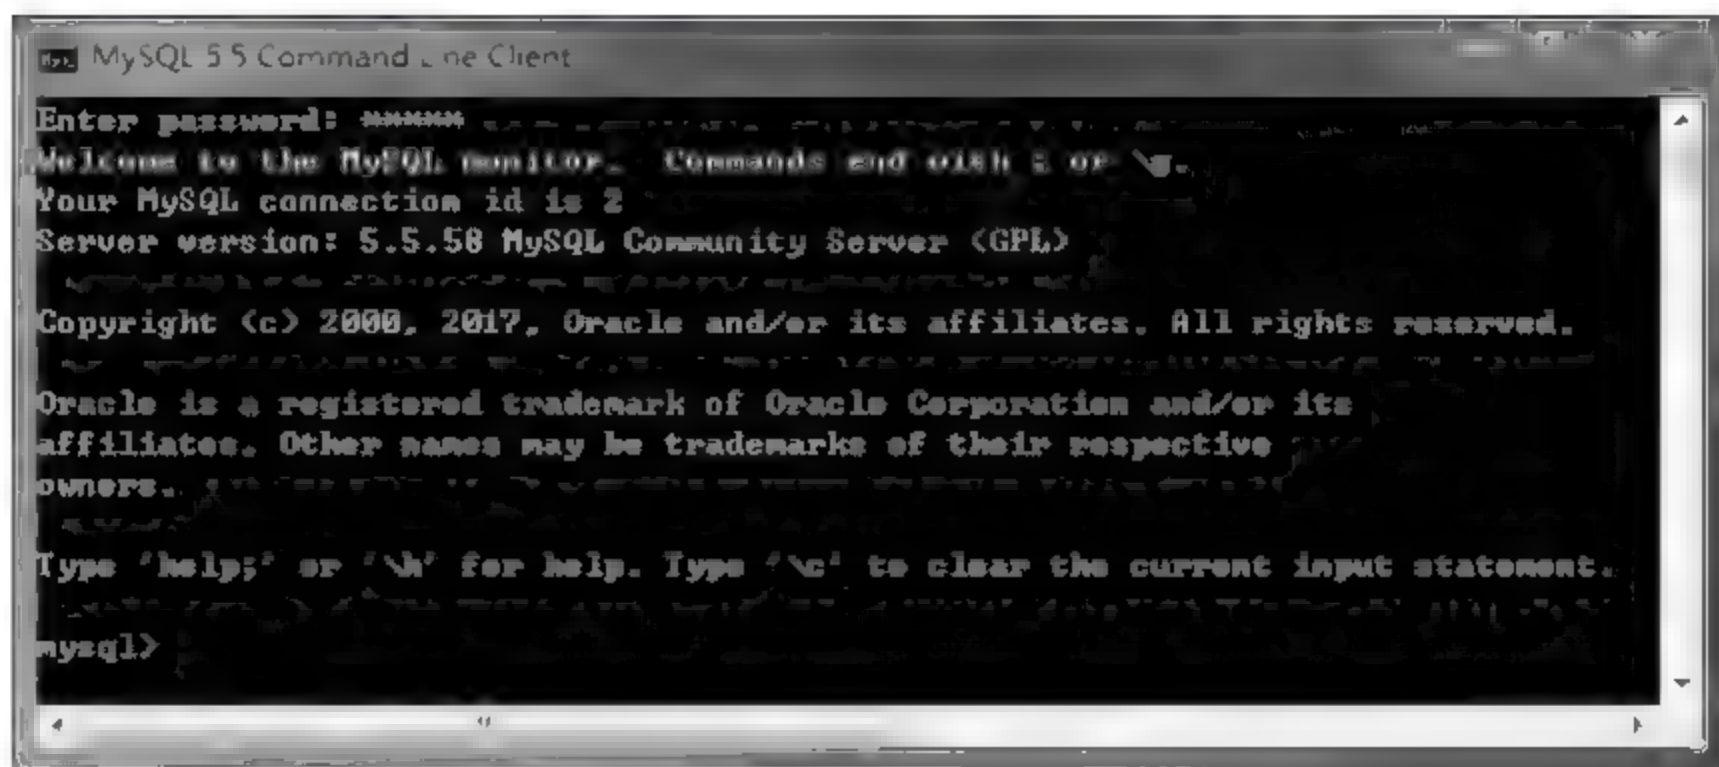 MySQL 5.5 Command Line Client
Enter password: *****
Welcome to the MySQL monitor.  Commands end with ; or \g.
Your MySQL connection id is 2
Server version: 5.5.58 MySQL Community Server (GPL)
Copyright (c) 2000, 2017, Oracle and/or its affiliates. All rights reserved.
Oracle is a registered trademark of Oracle Corporation and/or its
affiliates. Other names may be trademarks of their respective
owners.
Type 'help;' or '\h' for help. Type '\c' to clear the current input statement.
mysql>